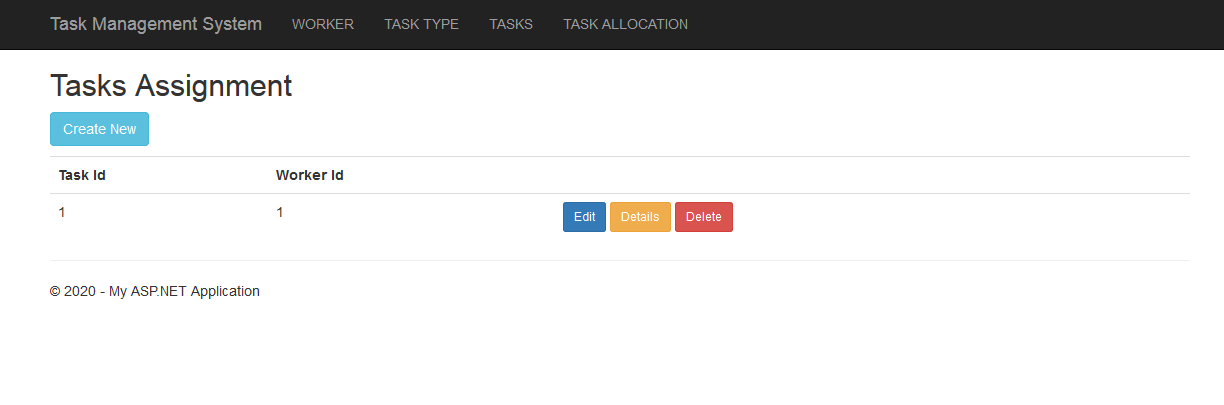 Task Management System WORKER TASK TYPE TASKS TASK ALLOCATION
Tasks Assignment
Create New
Task Id Worker Id
1 1 Edit Details Delete
© 2020 - My ASP.NET Application